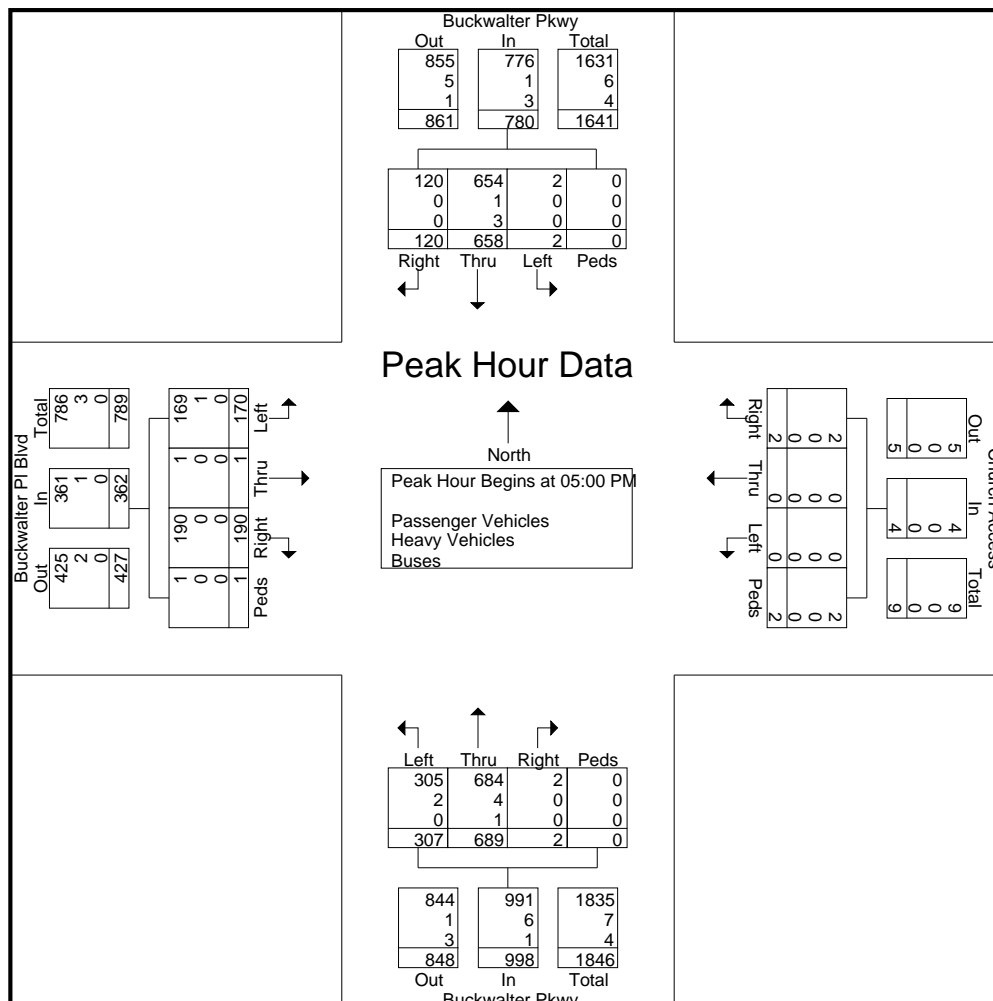 Buckwalter Pkwy
Out In Total
855 776 1631
5 1 6
1 3 4
861 780 1641
120 654 2 0
0 1 0 0
0 3 0 0
120 658 2 0
Right Thru Left Peds
Peak Hour Data
North
Peak Hour Begins at 05:00 PM
Passenger Vehicles
Heavy Vehicles
Buses
Buckwalter Pl Blvd
Out In Total
425 361 786
2 1 3
0 0 0
427 362 789
Peds Right Thru Left
1 190 1 169
0 0 0 1
0 0 0 0
1 190 1 170
Out In Total
5 4 9
0 0 0
0 0 0
5 4 9
Right Thru Left Peds
2 0 0 2
0 0 0 0
0 0 0 0
2 0 0 2
Left Thru Right Peds
305 684 2 0
2 4 0 0
0 1 0 0
307 689 2 0
844 991 1835
1 6 7
3 1 4
848 998 1846
Out In Total
Buckwalter Pkwy